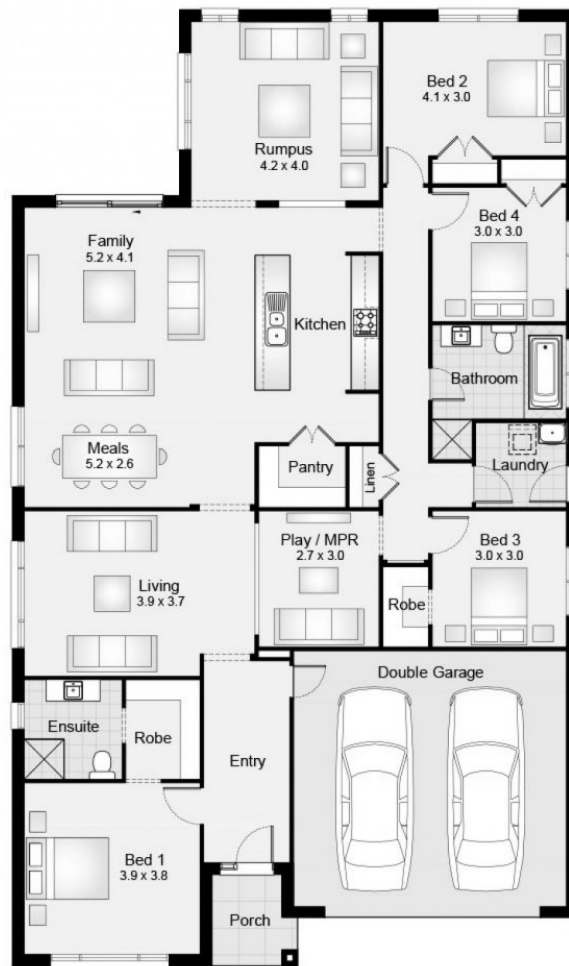 Bed 2
4.1 x 3.0
Rumpus
4.2 x 4.0
Family
5.2 x 4.1
Bed 4
3.0 x 3.0
Kitchen
Bathroom
Meals
5.2 x 2.6
Pantry
Linen
Laundry
Living
3.9 x 3.7
Play / MPR
2.7 x 3.0
Bed 3
3.0 x 3.0
Robe
Double Garage
Ensuite
Robe
Entry
Bed 1
3.9 x 3.8
Porch